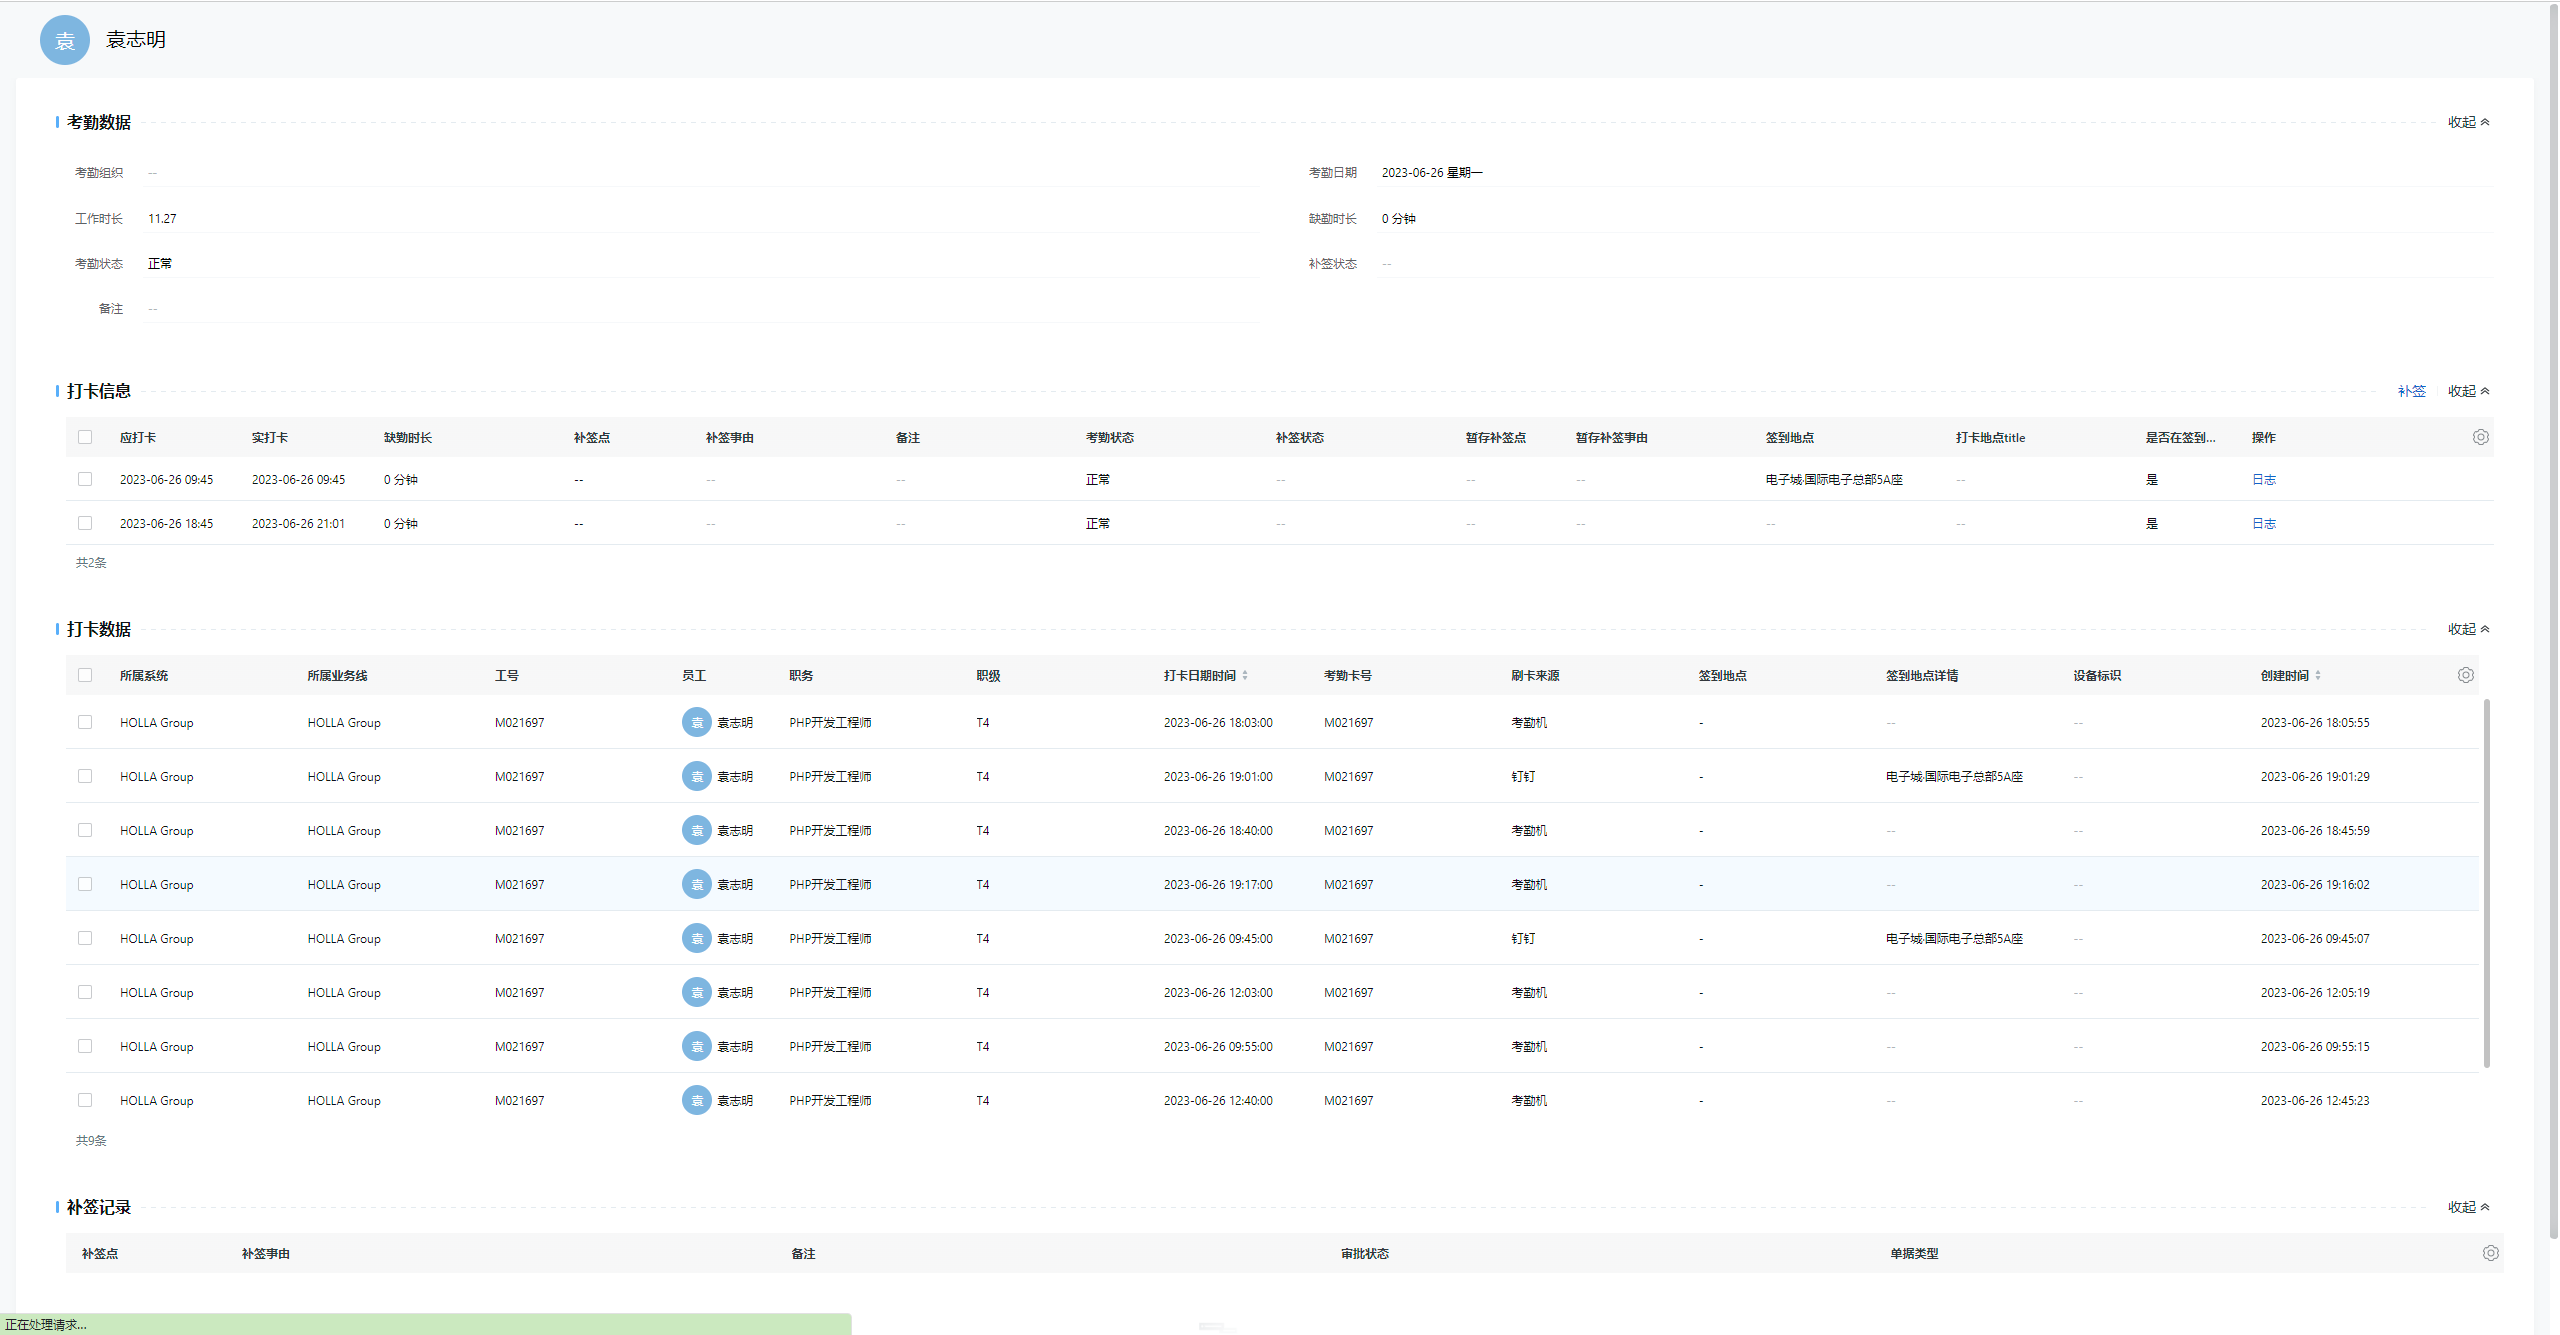 袁 袁志明
考勤数据 收起
考勤组织 -- 考勤日期 2023-06-26 星期一
工作时长 11.27 缺勤时长 0 分钟
考勤状态 正常 补签状态 --
备注 --
打卡信息 补签 收起
应打卡 实打卡 缺勤时长 补签点 补签事由 备注 考勤状态 补签状态 暂存补签点 暂存补签事由 签到地点 打卡地点title 是否在签到... 操作
2023-06-26 09:45 2023-06-26 09:45 0 分钟 -- -- -- 正常 -- -- -- 电子城·国际电子总部5A座 -- 是 日志
2023-06-26 18:45 2023-06-26 21:01 0 分钟 -- -- -- 正常 -- -- -- -- -- 是 日志
共2条
打卡数据 收起
所属系统 所属业务线 工号 员工 职务 职级 打卡日期时间 考勤卡号 刷卡来源 签到地点 签到地点详情 设备标识 创建时间
HOLLA Group HOLLA Group M021697 袁 袁志明 PHP开发工程师 T4 2023-06-26 18:03:00 M021697 考勤机 - -- -- 2023-06-26 18:05:55
HOLLA Group HOLLA Group M021697 袁 袁志明 PHP开发工程师 T4 2023-06-26 19:01:00 M021697 钉钉 - 电子城·国际电子总部5A座 -- 2023-06-26 19:01:29
HOLLA Group HOLLA Group M021697 袁 袁志明 PHP开发工程师 T4 2023-06-26 18:40:00 M021697 考勤机 - -- -- 2023-06-26 18:45:59
HOLLA Group HOLLA Group M021697 袁 袁志明 PHP开发工程师 T4 2023-06-26 19:17:00 M021697 考勤机 - -- -- 2023-06-26 19:16:02
HOLLA Group HOLLA Group M021697 袁 袁志明 PHP开发工程师 T4 2023-06-26 09:45:00 M021697 钉钉 - 电子城·国际电子总部5A座 -- 2023-06-26 09:45:07
HOLLA Group HOLLA Group M021697 袁 袁志明 PHP开发工程师 T4 2023-06-26 12:03:00 M021697 考勤机 - -- -- 2023-06-26 12:05:19
HOLLA Group HOLLA Group M021697 袁 袁志明 PHP开发工程师 T4 2023-06-26 09:55:00 M021697 考勤机 - -- -- 2023-06-26 09:55:15
HOLLA Group HOLLA Group M021697 袁 袁志明 PHP开发工程师 T4 2023-06-26 12:40:00 M021697 考勤机 - -- -- 2023-06-26 12:45:23
共9条
补签记录 收起
补签点 补签事由 备注 审批状态 单据类型
正在处理请求...